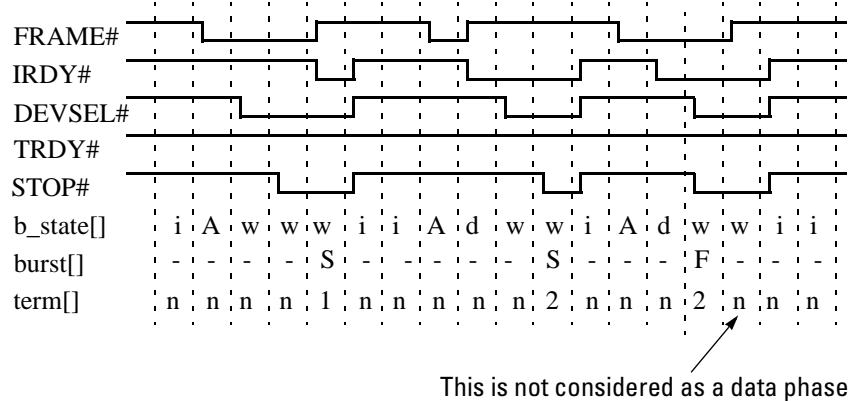 FRAME#
IRDY#
DEVSEL#
TRDY#
STOP#
b_state[] i A w w w i i A d w w i A d w w i i
burst[] - - - - S - - - - - S - - - F - - -
term[] n n n n 1 n n n n n 2 n n n 2 n n n
This is not considered as a data phase